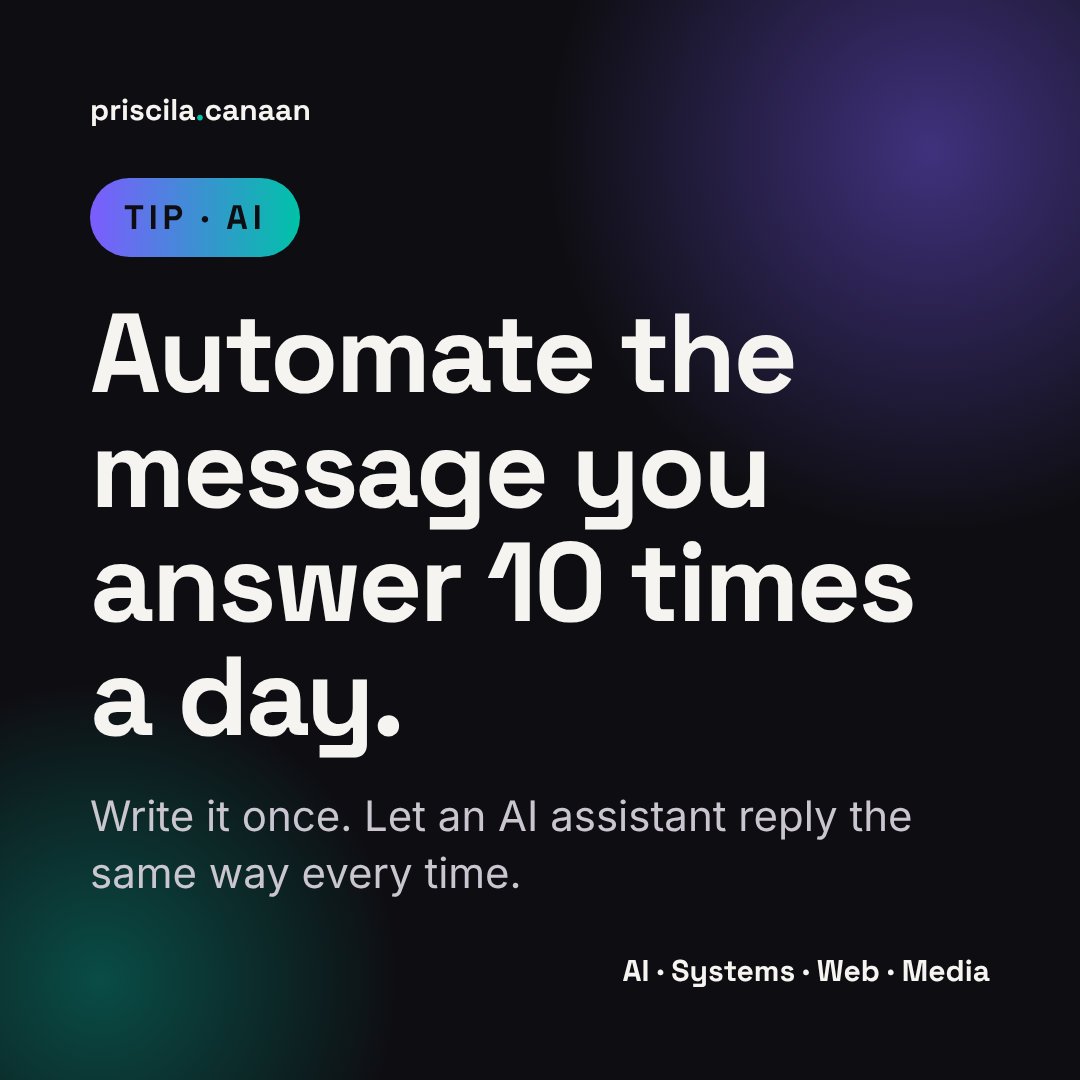 priscila.canaan
TIP · AI
Automate the
message you
answer 10 times
a day.
Write it once. Let an AI assistant reply the
same way every time.
AI · Systems · Web · Media